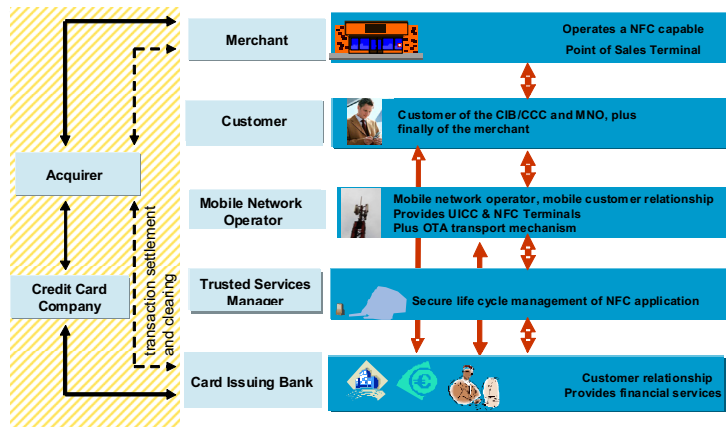 Merchant
Operates a NFC capable
Point of Sales Terminal
Customer
Customer of the CIB/CCC and MNO, plus
finally of the merchant
Acquirer
Mobile Network
Operator
Mobile network operator, mobile customer relationship
Provides UICC & NFC Terminals
Plus OTA transport mechanism
transaction settlement
and clearing
Credit Card
Company
Trusted Services
Manager
Secure life cycle management of NFC application
Card Issuing Bank
€
Customer relationship
Provides financial services